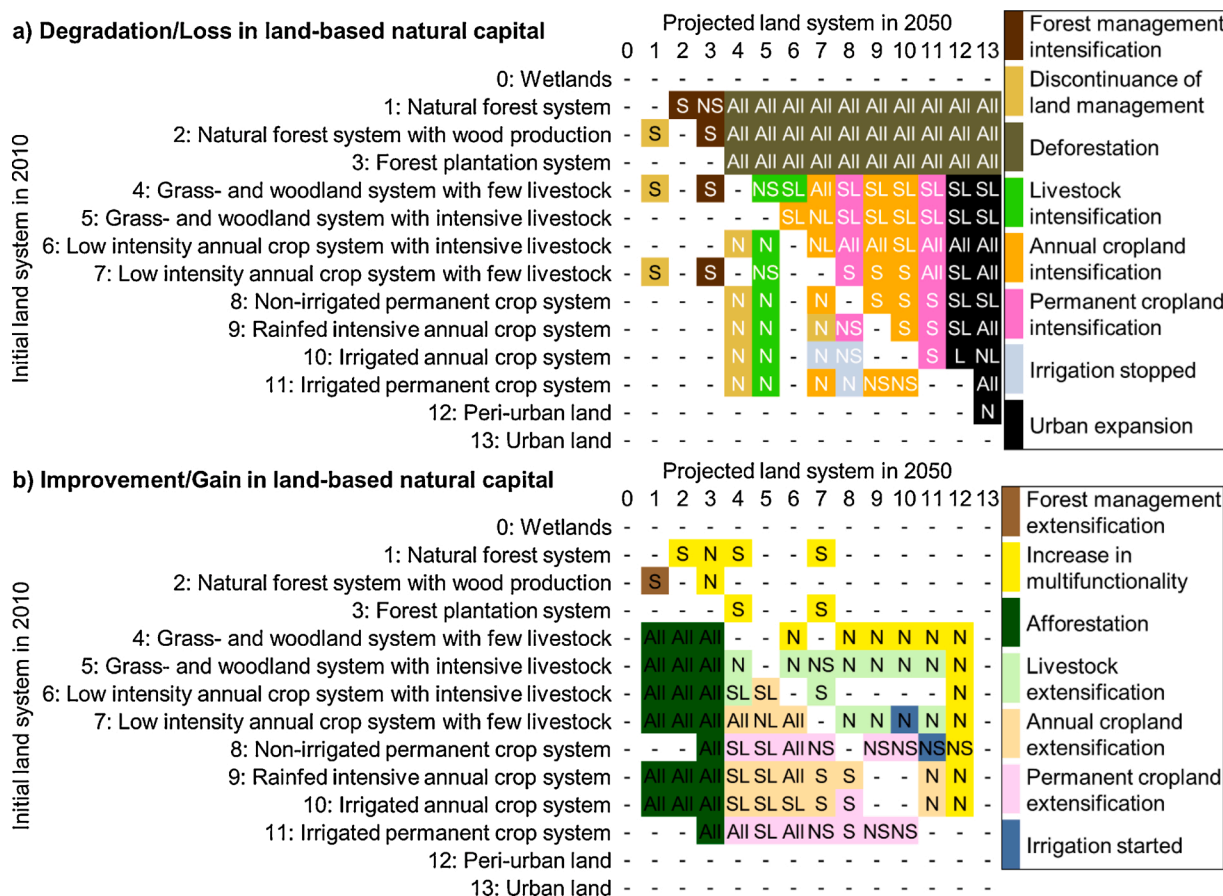 a) Degradation/Loss in land-based natural capital
Projected land system in 2050
0 1 2 3 4 5 6 7 8 9 10 11 12 13
Initial land system in 2010
0: Wetlands - - - - - - - - - - - - - -
1: Natural forest system - - S NS All All All All All All All All All All
2: Natural forest system with wood production - S - S All All All All All All All All All All
3: Forest plantation system - - - - All All All All All All All All All All
4: Grass- and woodland system with few livestock - S - S - NS SL All SL SL SL SL SL SL
5: Grass- and woodland system with intensive livestock - - - - - - SL NL SL SL SL SL SL SL
6: Low intensity annual crop system with intensive livestock - - - - N N - NL All All SL All All All
7: Low intensity annual crop system with few livestock - S - S - NS - - S S S All SL All
8: Non-irrigated permanent crop system - - - - N N - N - S S S SL SL
9: Rainfed intensive annual crop system - - - - N N - N NS - S S SL All
10: Irrigated annual crop system - - - - N N - N NS - - S L NL
11: Irrigated permanent crop system - - - - N N - N N NS NS - - All
12: Peri-urban land - - - - - - - - - - - - - N
13: Urban land - - - - - - - - - - - - - -
Forest management
intensification
Discontinuance of
land management
Deforestation
Livestock
intensification
Annual cropland
intensification
Permanent cropland
intensification
Irrigation stopped
Urban expansion
b) Improvement/Gain in land-based natural capital
Projected land system in 2050
0 1 2 3 4 5 6 7 8 9 10 11 12 13
Initial land system in 2010
0: Wetlands - - - - - - - - - - - - - -
1: Natural forest system - - S N S - - S - - - - - -
2: Natural forest system with wood production - S - N - - - - - - - - - -
3: Forest plantation system - - - - S - - S - - - - - -
4: Grass- and woodland system with few livestock - All All All - - N - N N N N N -
5: Grass- and woodland system with intensive livestock - All All All N - N NS N N N N N -
6: Low intensity annual crop system with intensive livestock - All All All SL SL - S - - - - N -
7: Low intensity annual crop system with few livestock - All All All All NL All - N N N N N -
8: Non-irrigated permanent crop system - - - All SL SL All NS - NS NS NS NS -
9: Rainfed intensive annual crop system - All All All SL SL All S S - - N N -
10: Irrigated annual crop system - All All All SL SL SL S S - - N N -
11: Irrigated permanent crop system - - - All All SL All NS S NS NS - - -
12: Peri-urban land - - - - - - - - - - - - - -
13: Urban land - - - - - - - - - - - - - -
Forest management
extensification
Increase in
multifunctionality
Afforestation
Livestock
extensification
Annual cropland
extensification
Permanent cropland
extensification
Irrigation started